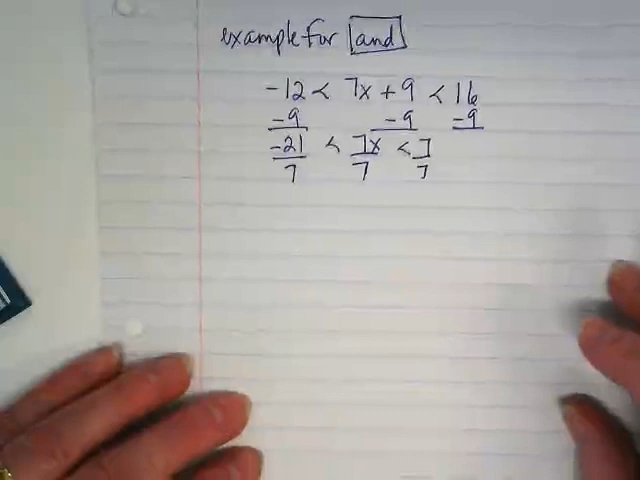 example for and
-12 < 7x + 9 < 16
-9 -9 -9
-21 < 7x < 7
7 7 7